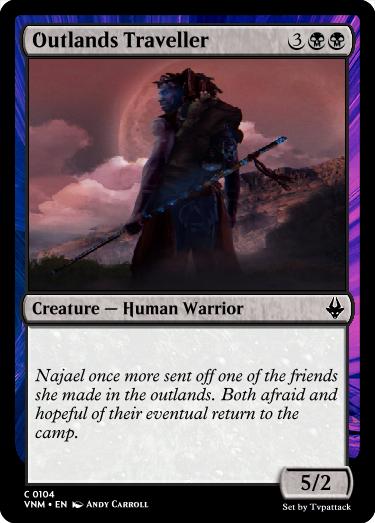 Outlands Traveller 3
Creature — Human Warrior
Najael once more sent off one of the friends
she made in the outlands. Both afraid and
hopeful of their eventual return to the
camp.
5/2
C 0104
VNM • EN Andy Carroll
Set by Tvpattack